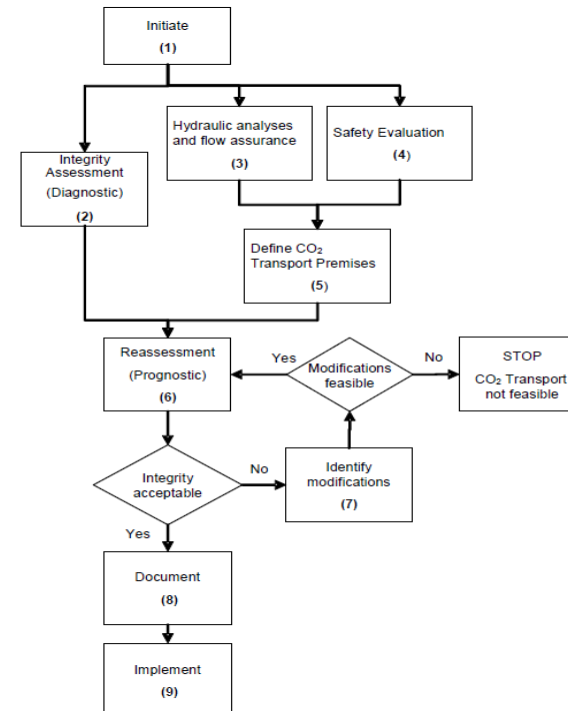 Initiate
(1)
Hydraulic analyses
and flow assurance
(3)
Safety Evaluation
(4)
Integrity
Assessment
(Diagnostic)
(2)
Define CO₂
Transport Premises
(5)
Reassessment
(Prognostic)
(6)
Yes
Modifications
feasible
No
STOP
CO₂ Transport
not feasible
Integrity
acceptable
No
Identify
modifications
(7)
Yes
Document
(8)
Implement
(9)